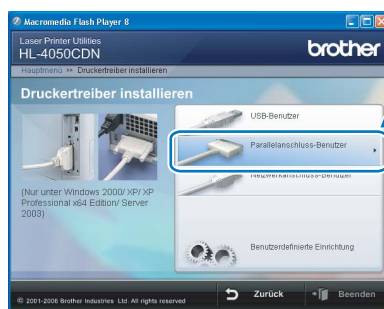 Macromedia Flash Player 8
Laser Printer Utilities
HL-4050CDN
brother
Hauptmenü >> Druckertreiber installieren
Druckertreiber installieren
USB-Benutzer
Parallelanschluss-Benutzer
Netzwerkanschluss-Benutzer
(Nur unter Windows 2000/ XP/ XP
Professional x64 Edition/ Server
2003)
Benutzerdefinierte Einrichtung
© 2001-2006 Brother Industries Ltd. All rights reserved
Zurück
Beenden